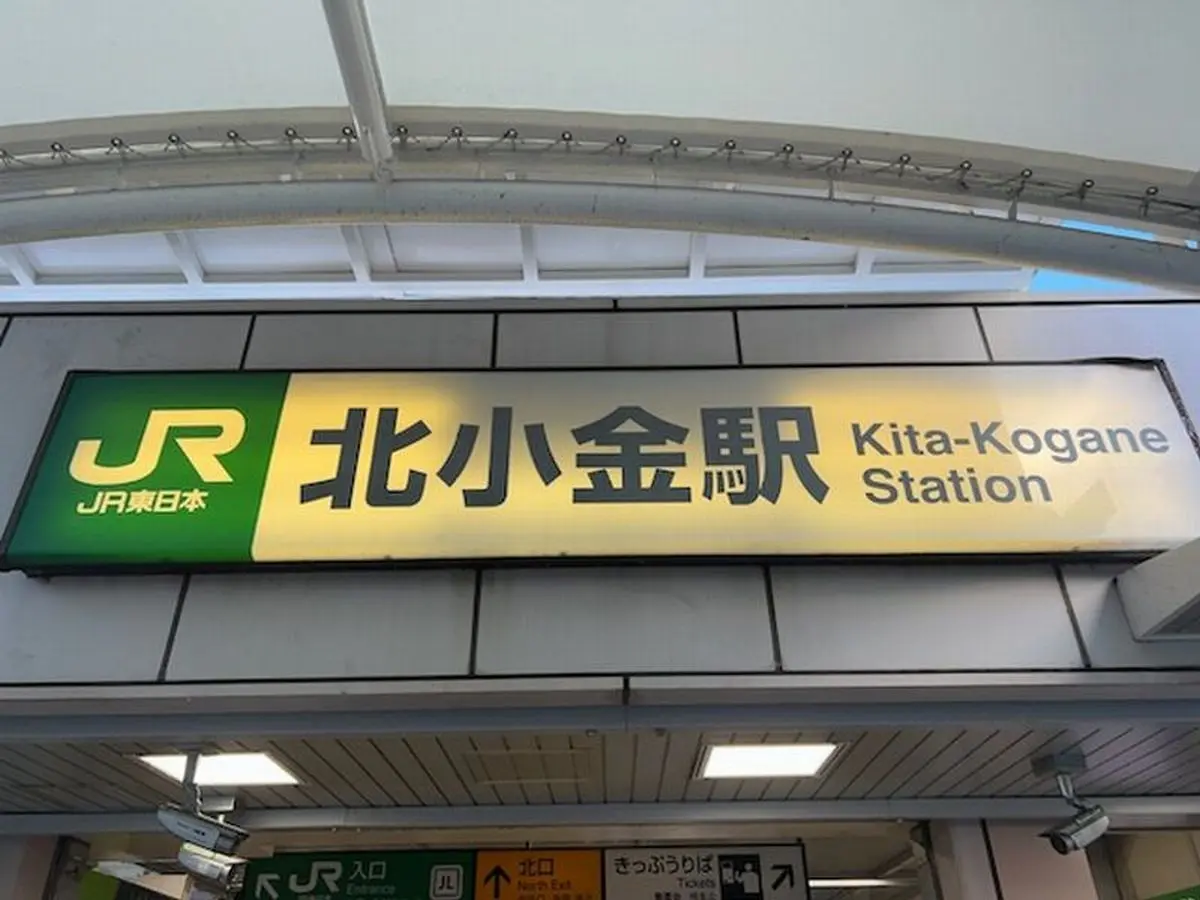 JR
JR東日本
北小金駅
Kita-Kogane
Station
JR 入口
Entrance
JL
北口
North Exit
きっぷうりば
Tickets